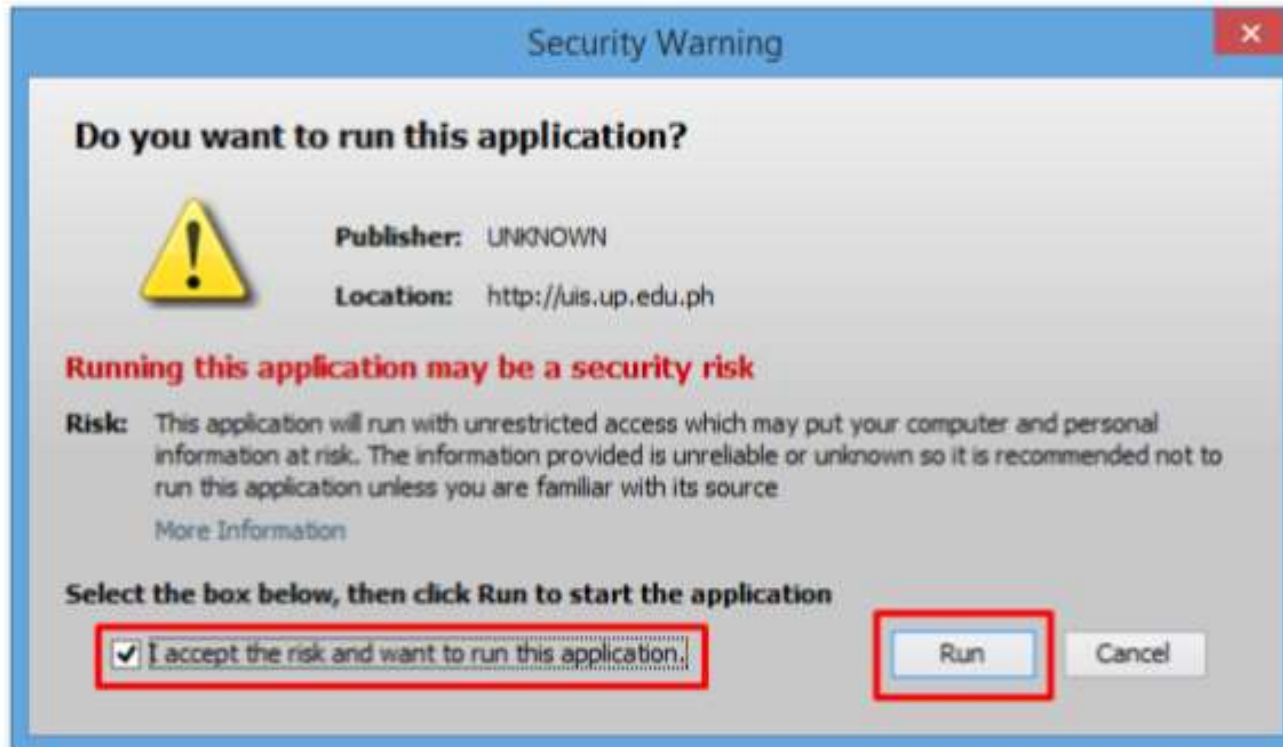 Security Warning
Do you want to run this application?
Publisher: UNKNOWN
Location: http://uis.up.edu.ph
Running this application may be a security risk
Risk: This application will run with unrestricted access which may put your computer and personal
information at risk. The information provided is unreliable or unknown so it is recommended not to
run this application unless you are familiar with its source
More Information
Select the box below, then click Run to start the application
I accept the risk and want to run this application.
Run Cancel